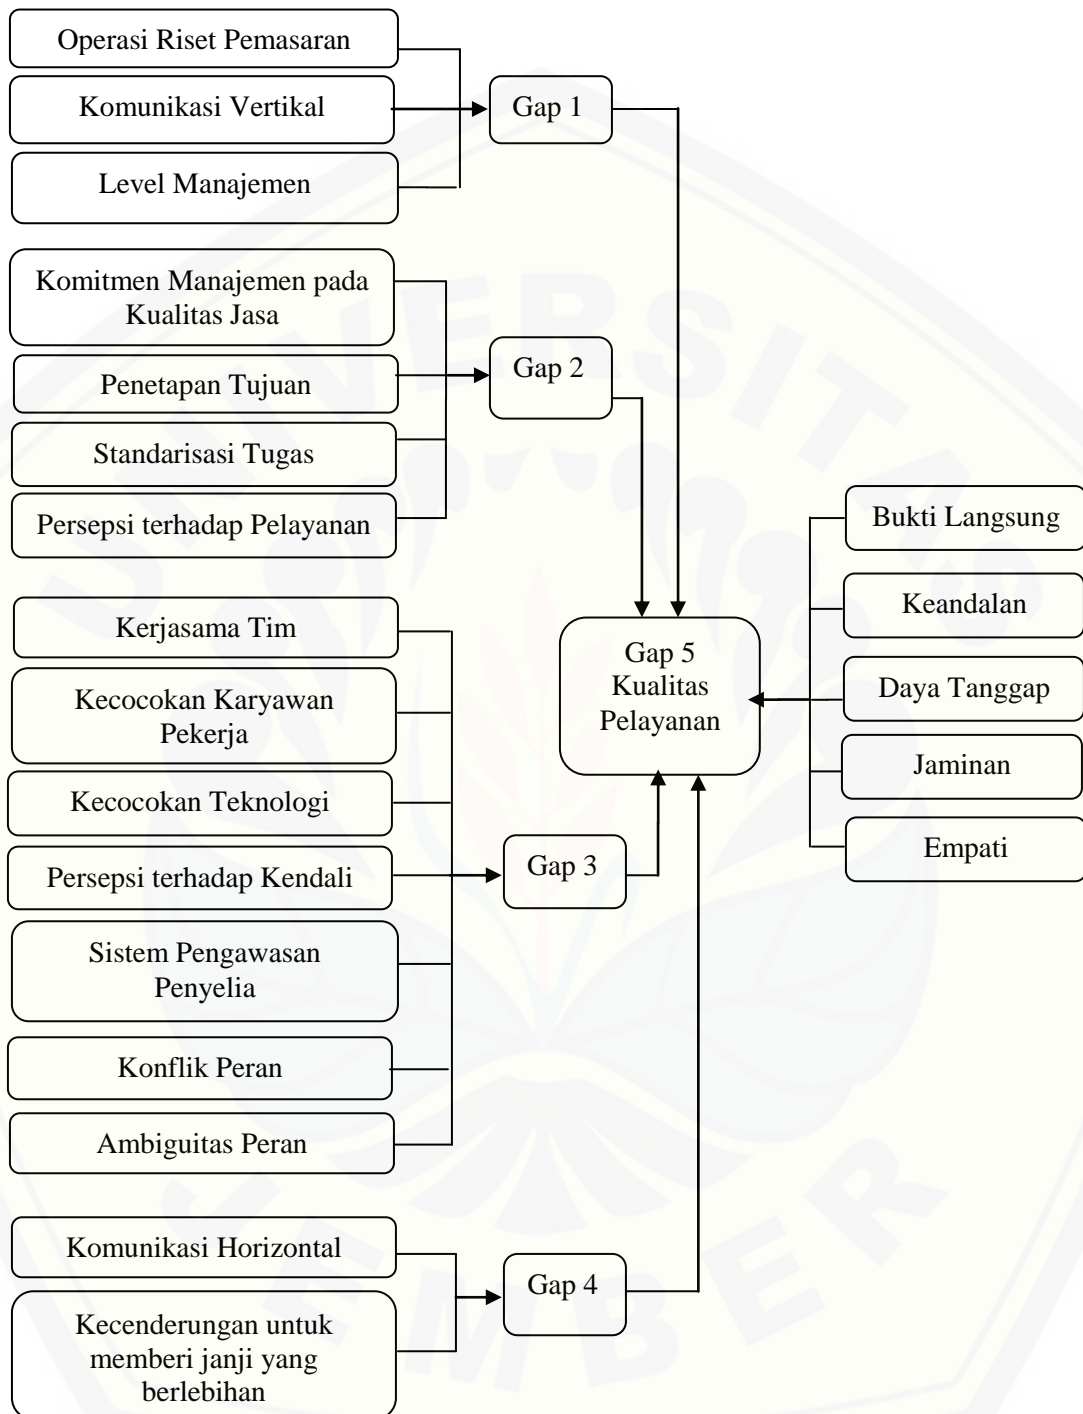 Operasi Riset Pemasaran
Komunikasi Vertikal
Level Manajemen
Gap 1
Komitmen Manajemen pada
Kualitas Jasa
Penetapan Tujuan
Standarisasi Tugas
Persepsi terhadap Pelayanan
Gap 2
Kerjasama Tim
Kecocokan Karyawan
Pekerja
Kecocokan Teknologi
Persepsi terhadap Kendali
Sistem Pengawasan
Penyelia
Konflik Peran
Ambiguitas Peran
Gap 3
Komunikasi Horizontal
Kecenderungan untuk
memberi janji yang
berlebihan
Gap 4
Gap 5
Kualitas
Pelayanan
Bukti Langsung
Keandalan
Daya Tanggap
Jaminan
Empati
UNIVERSITAS
JEMBER